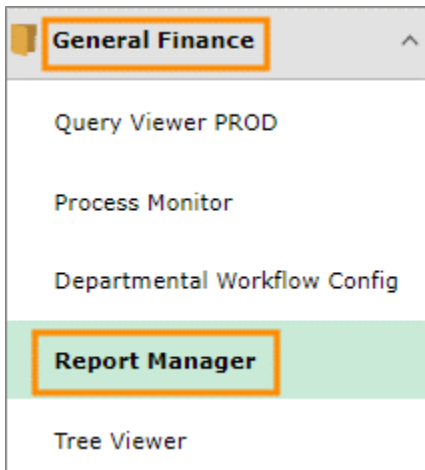 General Finance
Query Viewer PROD
Process Monitor
Departmental Workflow Config
Report Manager
Tree Viewer